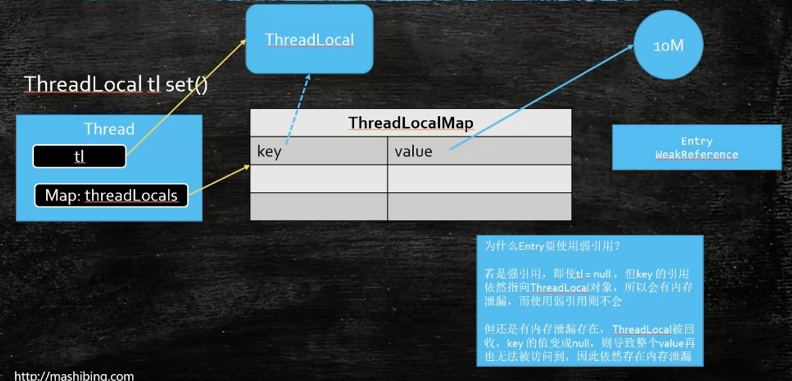 ThreadLocal
10M
ThreadLocal tl set()
Thread
tl
Map: threadLocals
ThreadLocalMap
key value
Entry
WeakReference
为什么Entry要使用弱引用？
若是强引用，即使tl = null，但key 的引用
依然指向ThreadLocal对象，所以会有内存
泄漏，而使用弱引用则不会
但还是有内存泄漏存在，ThreadLocal被回
收，key 的值变成null，则导致整个value再
也无法被访问到，因此依然存在内存泄漏
http://mashibing.com